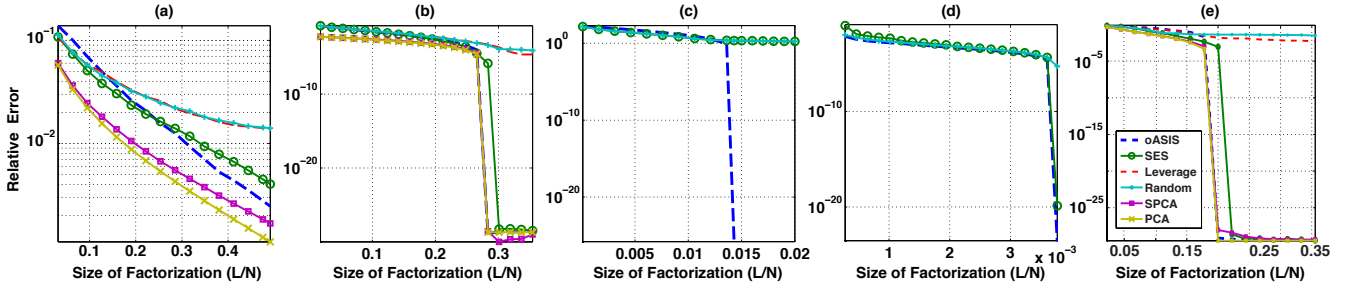 (a)
Relative Error
10^-1
10^-2
0.1
0.2
0.3
0.4
Size of Factorization (L/N)
(b)
10^-10
10^-20
0.1
0.2
0.3
Size of Factorization (L/N)
(c)
10^0
10^-10
10^-20
0.005
0.01
0.015
0.02
Size of Factorization (L/N)
(d)
10^-10
10^-20
1
2
3
x 10^-3
Size of Factorization (L/N)
(e)
10^-5
10^-15
10^-25
oASIS
SES
Leverage
Random
SPCA
PCA
0.05
0.15
0.25
0.35
Size of Factorization (L/N)